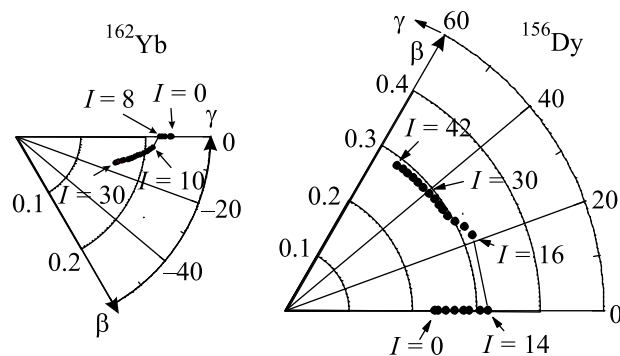 ¹⁶²Yb
I = 8
I = 0
γ
0
I = 30
I = 10
0.1
−20
0.2
−40
β
γ
60
¹⁵⁶Dy
β
0.4
40
0.3
I = 42
I = 30
0.2
20
0.1
I = 16
0
I = 0
I = 14